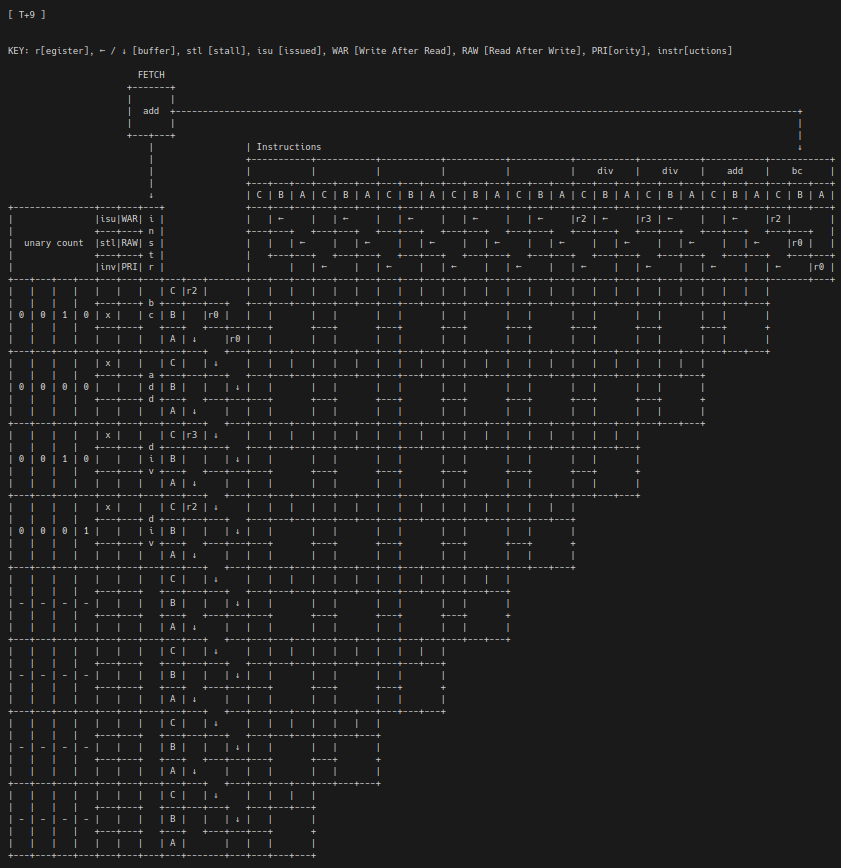 [ T+9 ]
KEY: r[egister], ← / ↓ [buffer], stl [stall], isu [issued], WAR [Write After Read], RAW [Read After Write], PRI[ority], instr[uctions]
FETCH
add
Instructions
div div add bc
C B A C B A C B A C B A C B A C B A C B A C B A C B A
isu WAR i ← ← ← ← ← r2 ← r3 ← ← r2
n
unary count stl RAW s ← ← ← ← ← ← ← ← r0
t
inv PRI r ← ← ← ← ← ← ← ← r0
C r2
b
0 0 1 0 x c B r0
A ↓ r0
x C ↓
a
0 0 0 0 d B ↓
d A ↓
x C r3 ↓
d
0 0 1 0 i B ↓
v
A ↓
x C r2 ↓
d
0 0 0 1 i B ↓
v
A ↓
C ↓
- - - - B ↓
A ↓
C ↓
- - - - B ↓
A ↓
C ↓
- - - - B ↓
A ↓
C ↓
- - - - B ↓
A